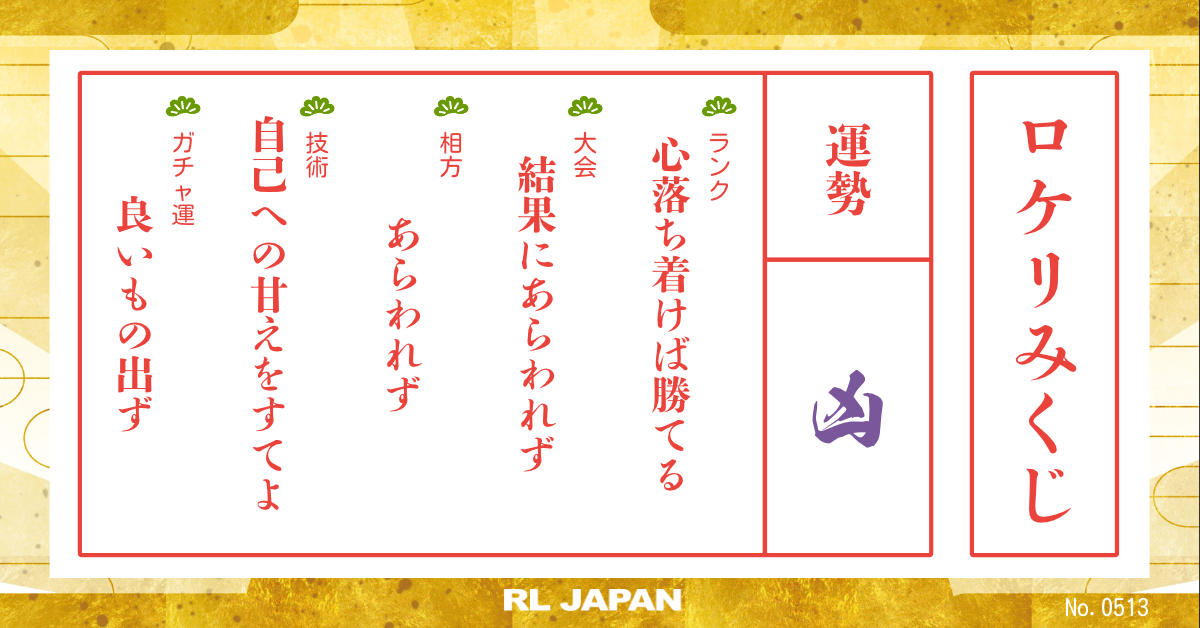 ロケリみくじ
運勢
凶
ランク
心落ち着けば勝てる
大会
結果にあらわれず
相方
あらわれず
技術
自己への甘えをすてよ
ガチャ運
良いもの出ず
RL JAPAN
No. 0513